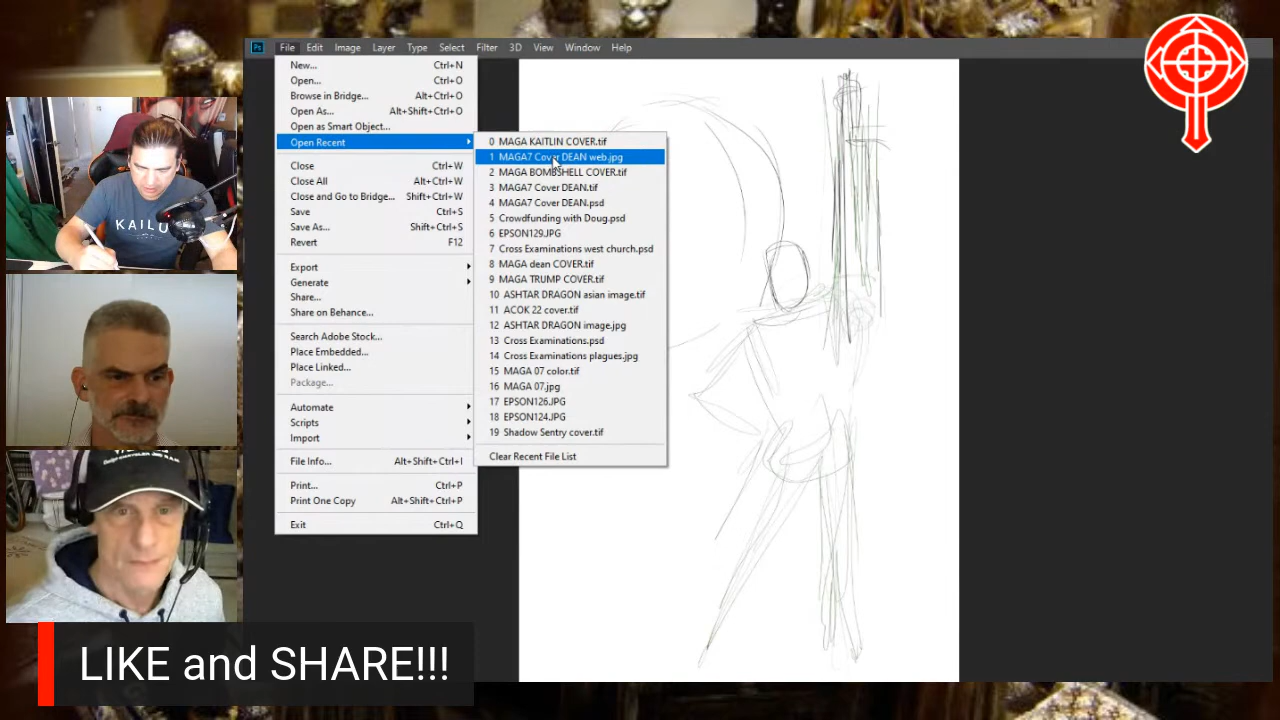 Ps File Edit Image Layer Type Select Filter 3D View Window Help
New... Ctrl+N
Open... Ctrl+O
Browse in Bridge... Alt+Ctrl+O
Open As... Alt+Shift+Ctrl+O
Open as Smart Object...
Open Recent
Close Ctrl+W
Close All Alt+Ctrl+W
Close and Go to Bridge... Shift+Ctrl+W
Save Ctrl+S
Save As... Shift+Ctrl+S
Revert F12
Export
Generate
Share...
Share on Behance...
Search Adobe Stock...
Place Embedded...
Place Linked...
Package...
Automate
Scripts
Import
File Info... Alt+Shift+Ctrl+I
Print... Ctrl+P
Print One Copy Alt+Shift+Ctrl+P
Exit Ctrl+Q
0 MAGA KAITLIN COVER.tif
1 MAGA7 Cover DEAN web.jpg
2 MAGA BOMBSHELL COVER.tif
3 MAGA7 Cover DEAN.tif
4 MAGA7 Cover DEAN.psd
5 Crowdfunding with Doug.psd
6 EPSON129.JPG
7 Cross Examinations west church.psd
8 MAGA dean COVER.tif
9 MAGA TRUMP COVER.tif
10 ASHTAR DRAGON asian image.tif
11 ACOK 22 cover.tif
12 ASHTAR DRAGON image.jpg
13 Cross Examinations.psd
14 Cross Examinations plagues.jpg
15 MAGA 07 color.tif
16 MAGA 07.jpg
17 EPSON126.JPG
18 EPSON124.JPG
19 Shadow Sentry cover.tif
Clear Recent File List
KAILU
LIKE and SHARE!!!